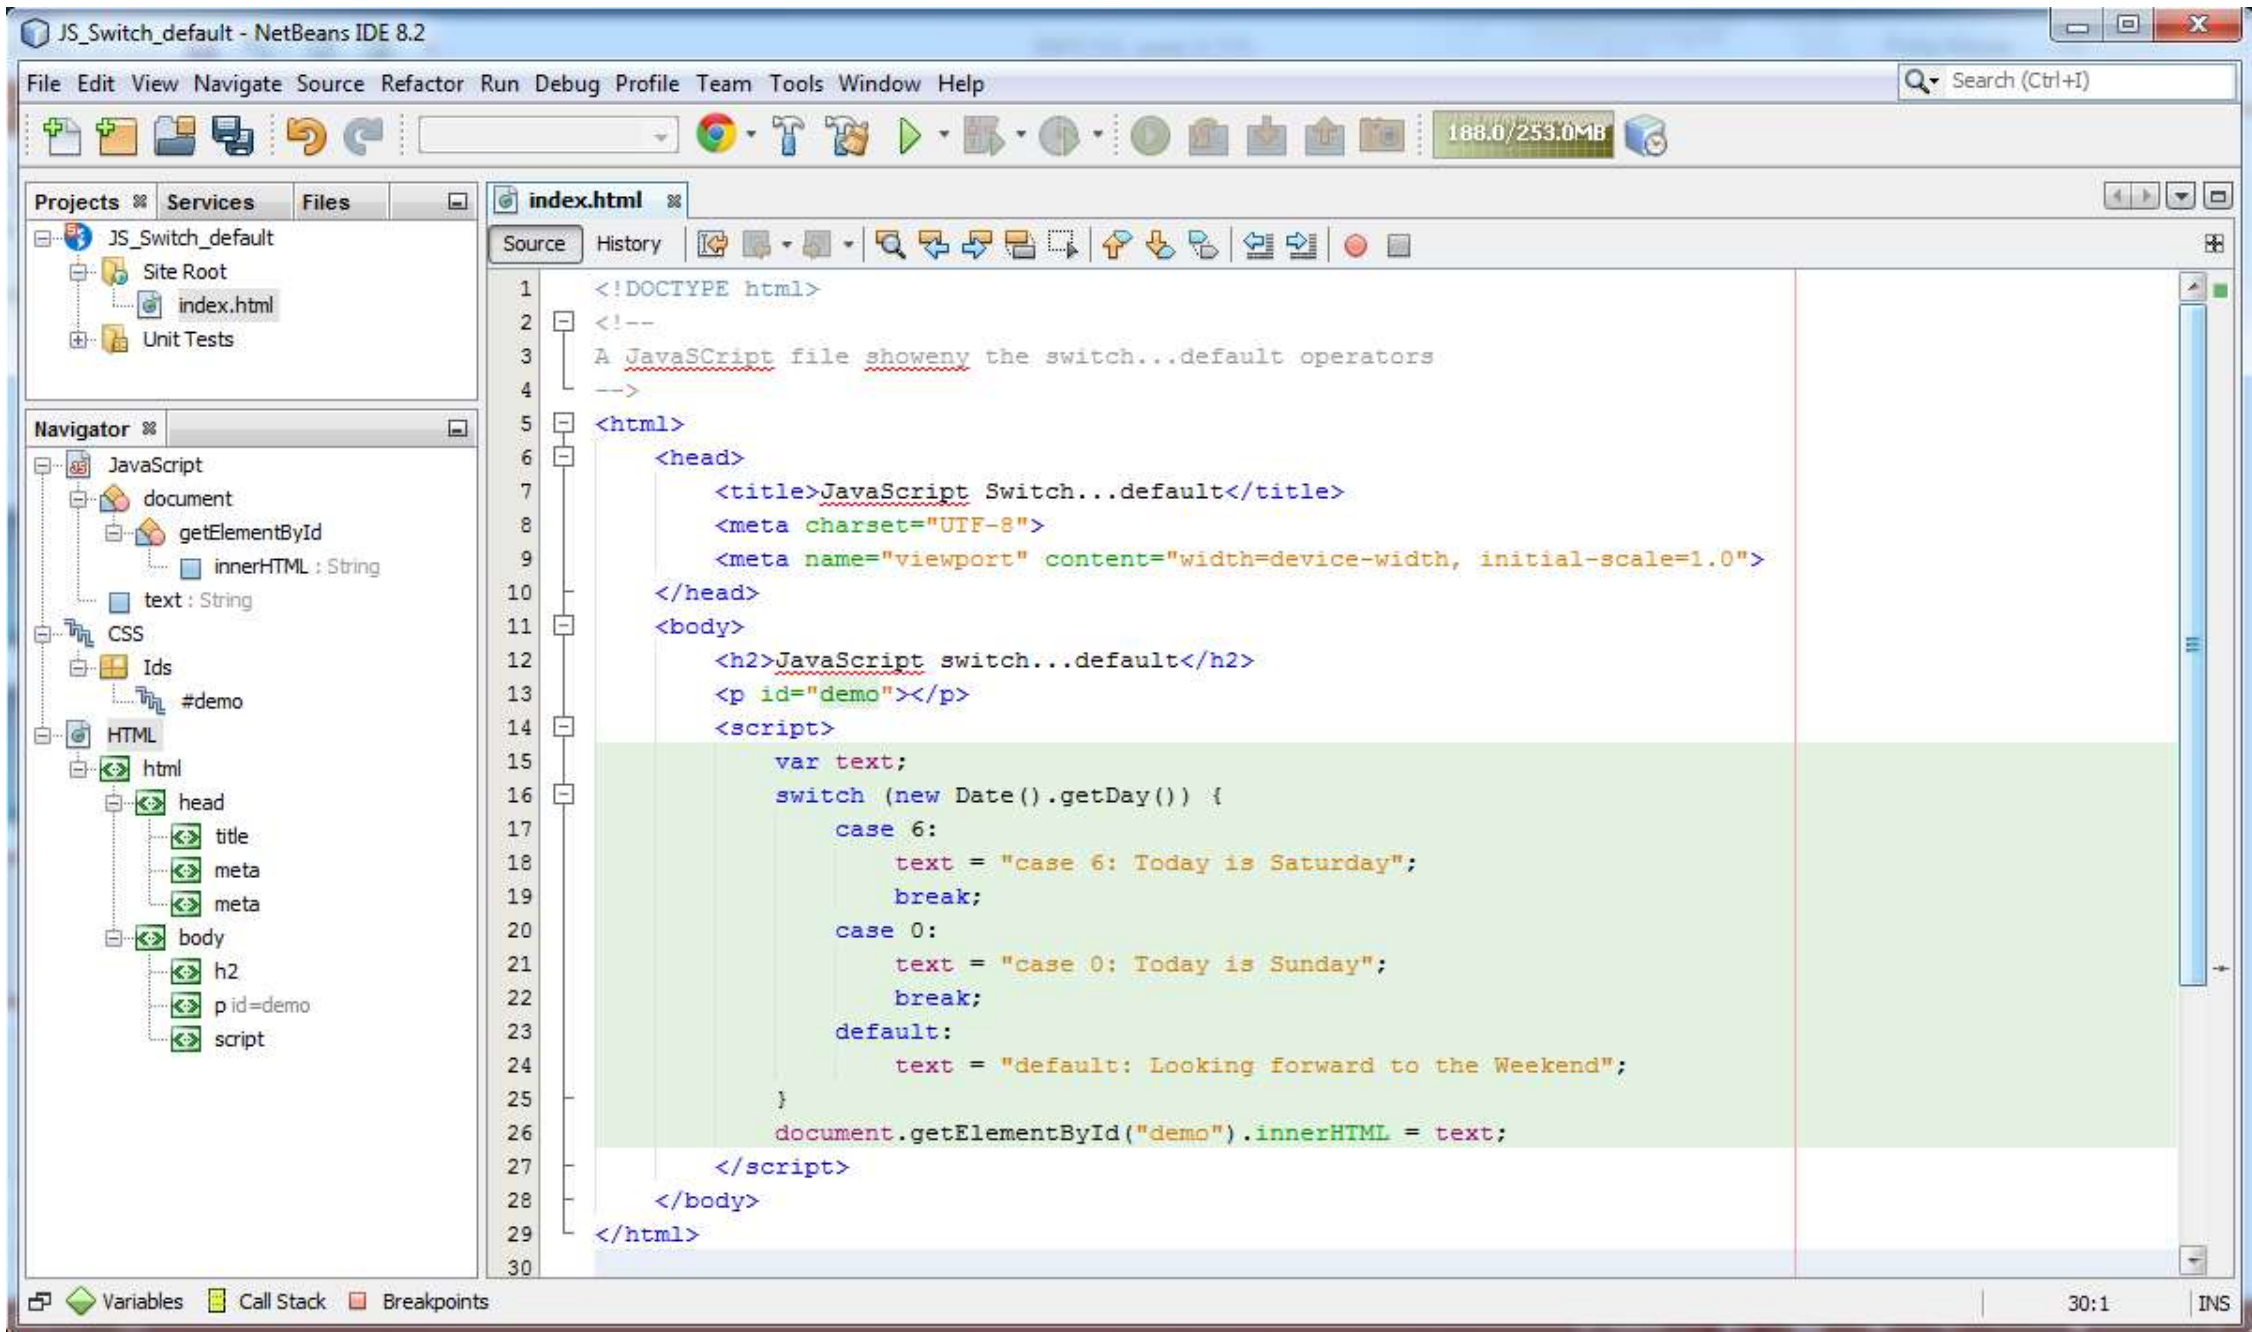 JS_Switch_default - NetBeans IDE 8.2
File Edit View Navigate Source Refactor Run Debug Profile Team Tools Window Help
Search (Ctrl+I)
188.0/253.0MB
Projects Services Files
JS_Switch_default
Site Root
index.html
Unit Tests
Navigator
JavaScript
document
getElementById
innerHTML : String
text : String
CSS
Ids
#demo
HTML
html
head
title
meta
meta
body
h2
p id=demo
script
index.html
Source History
1 <!DOCTYPE html>
2 <!--
3 A JavaSCript file showeny the switch...default operators
4 -->
5 <html>
6     <head>
7         <title>JavaScript Switch...default</title>
8         <meta charset="UTF-8">
9         <meta name="viewport" content="width=device-width, initial-scale=1.0">
10     </head>
11     <body>
12         <h2>JavaScript switch...default</h2>
13         <p id="demo"></p>
14         <script>
15             var text;
16             switch (new Date().getDay()) {
17                 case 6:
18                     text = "case 6: Today is Saturday";
19                     break;
20                 case 0:
21                     text = "case 0: Today is Sunday";
22                     break;
23                 default:
24                     text = "default: Looking forward to the Weekend";
25             }
26             document.getElementById("demo").innerHTML = text;
27         </script>
28     </body>
29 </html>
30
Variables Call Stack Breakpoints
30:1 INS